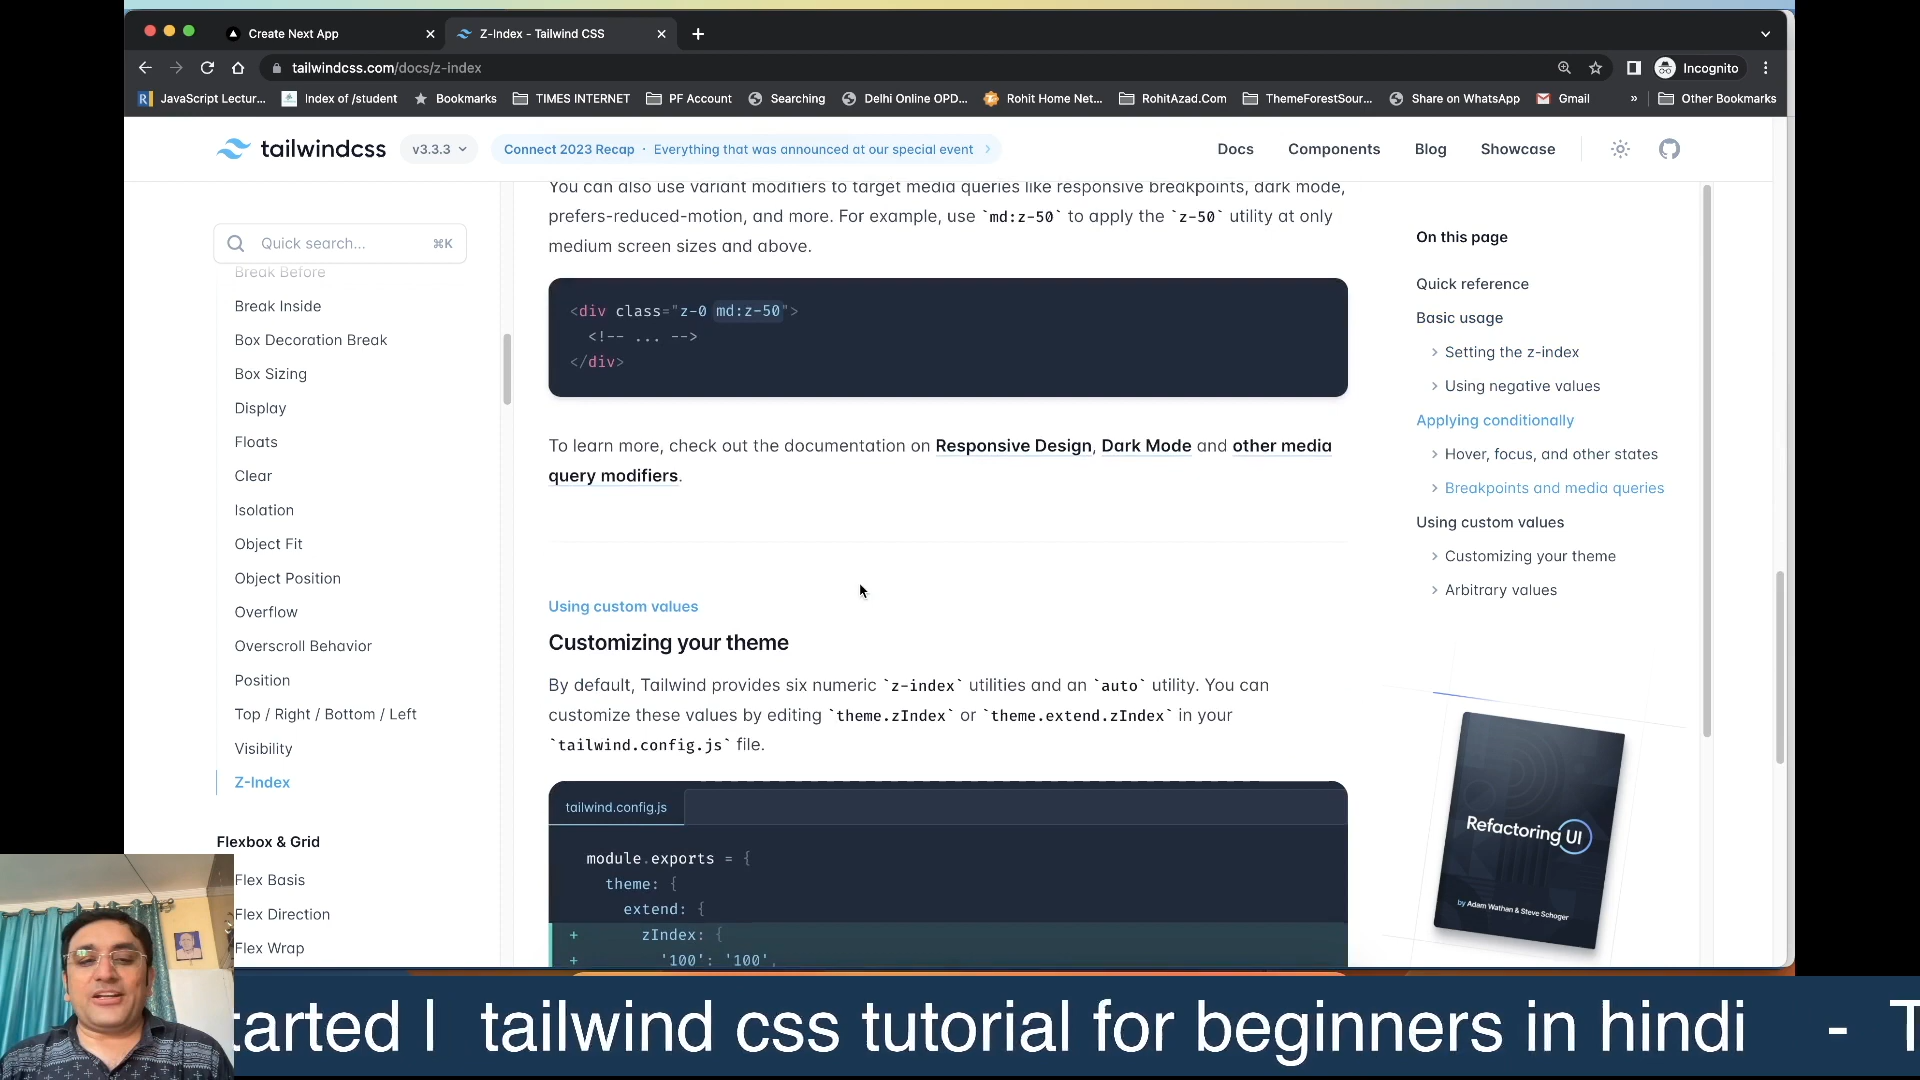 Create Next App
Z-Index - Tailwind CSS
tailwindcss.com/docs/z-index
Incognito
JavaScript Lectur...
Index of /student
Bookmarks
TIMES INTERNET
PF Account
Searching
Delhi Online OPD...
Rohit Home Net...
RohitAzad.Com
ThemeForestSour...
Share on WhatsApp
Gmail
»
Other Bookmarks
tailwindcss
v3.3.3
Connect 2023 Recap · Everything that was announced at our special event
Docs
Components
Blog
Showcase
Quick search...
⌘K
Break Before
Break Inside
Box Decoration Break
Box Sizing
Display
Floats
Clear
Isolation
Object Fit
Object Position
Overflow
Overscroll Behavior
Position
Top / Right / Bottom / Left
Visibility
Z-Index
Flexbox & Grid
Flex Basis
Flex Direction
Flex Wrap
You can also use variant modifiers to target media queries like responsive breakpoints, dark mode,
prefers-reduced-motion, and more. For example, use `md:z-50` to apply the `z-50` utility at only
medium screen sizes and above.
<div class="z-0 md:z-50">
<!-- ... -->
</div>
To learn more, check out the documentation on Responsive Design, Dark Mode and other media
query modifiers.
Using custom values
Customizing your theme
By default, Tailwind provides six numeric `z-index` utilities and an `auto` utility. You can
customize these values by editing `theme.zIndex` or `theme.extend.zIndex` in your
`tailwind.config.js` file.
tailwind.config.js
module.exports = {
theme: {
extend: {
+ zIndex: {
+ '100': '100',
On this page
Quick reference
Basic usage
Setting the z-index
Using negative values
Applying conditionally
Hover, focus, and other states
Breakpoints and media queries
Using custom values
Customizing your theme
Arbitrary values
Refactoring UI
by Adam Wathan & Steve Schoger
tarted | tailwind css tutorial for beginners in hindi - T